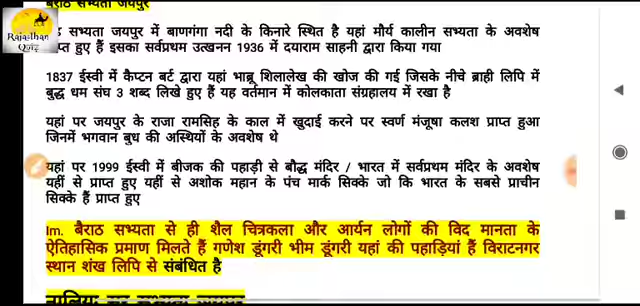 बैराठ सभ्यता जयपुर
Rajasthan
Quiz
सभ्यता जयपुर में बाणगंगा नदी के किनारे स्थित है यहां मौर्य कालीन सभ्यता के अवशेष
प्त हुए हैं इसका सर्वप्रथम उत्खनन 1936 में दयाराम साहनी द्वारा किया गया
1837 ईस्वी में कैप्टन बर्ट द्वारा यहां भाब्रू शिलालेख की खोज की गई जिसके नीचे ब्राही लिपि में
बुद्ध धम संघ 3 शब्द लिखे हुए हैं यह वर्तमान में कोलकाता संग्रहालय में रखा है
यहां पर जयपुर के राजा रामसिह के काल में खुदाई करने पर स्वर्ण मंजूषा कलश प्राप्त हुआ
जिनमें भगवान बुध की अस्थियों के अवशेष थे
यहां पर 1999 ईस्वी में बीजक की पहाड़ी से बौद्ध मंदिर / भारत में सर्वप्रथम मंदिर के अवशेष
यहीं से प्राप्त हुए यहीं से अशोक महान के पंच मार्क सिक्के जो कि भारत के सबसे प्राचीन
सिक्के हैं प्राप्त हुए
Im. बैराठ सभ्यता से ही शैल चित्रकला और आर्यन लोगों की विद मानता के
ऐतिहासिक प्रमाण मिलते हैं गणेश डूंगरी भीम डूंगरी यहां की पहाड़ियां हैं विराटनगर
स्थान शंख लिपि से संबंधित है